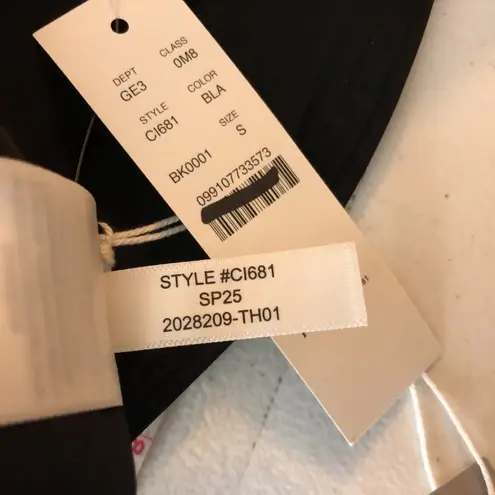 DEPT CLASS
GE3 0M8
STYLE COLOR
CI681 BLA
SIZE
BK0001 S
099107733573
STYLE #CI681
SP25
2028209-TH01